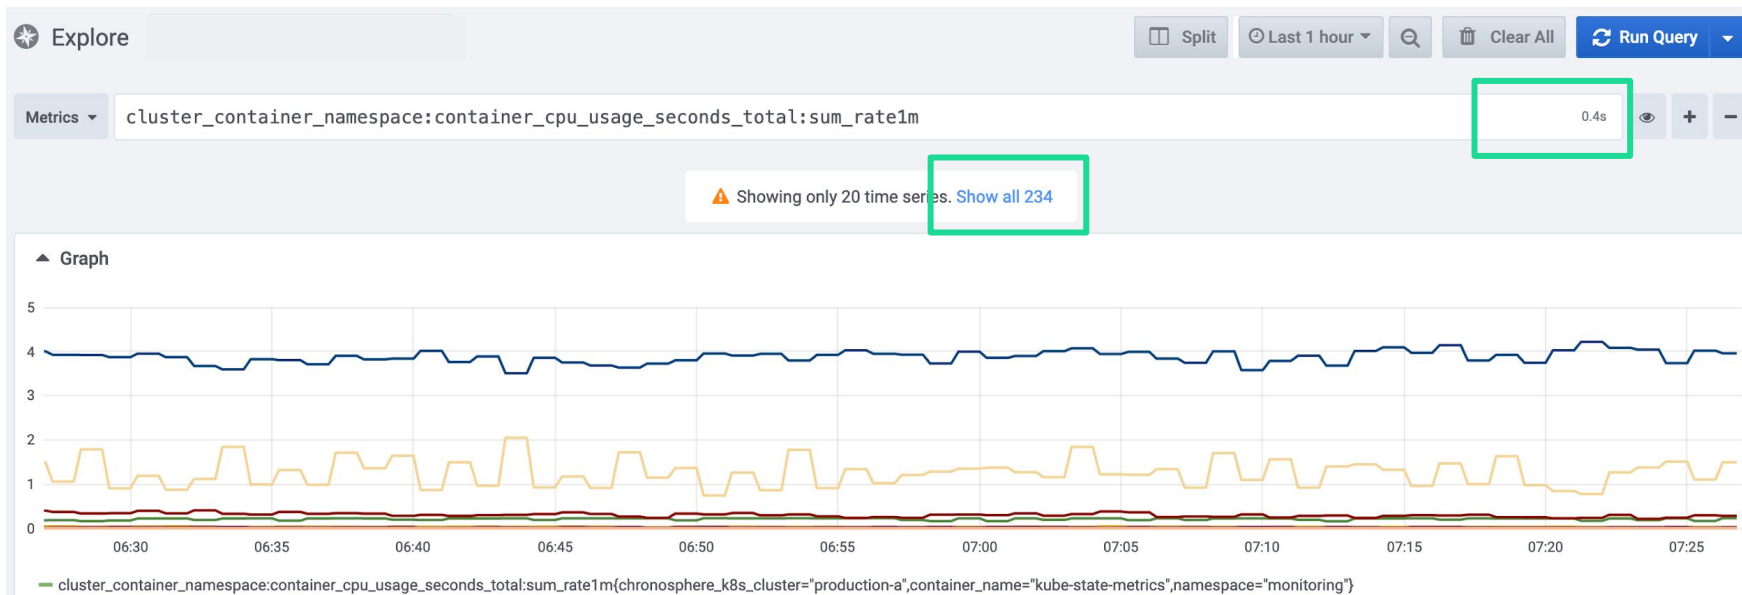 Explore
Split
Last 1 hour
Clear All
Run Query
Metrics
cluster_container_namespace:container_cpu_usage_seconds_total:sum_rate1m
0.4s
Showing only 20 time series. Show all 234
Graph
5
4
3
2
1
0
06:30 06:35 06:40 06:45 06:50 06:55 07:00 07:05 07:10 07:15 07:20 07:25
cluster_container_namespace:container_cpu_usage_seconds_total:sum_rate1m{chronosphere_k8s_cluster="production-a",container_name="kube-state-metrics",namespace="monitoring"}